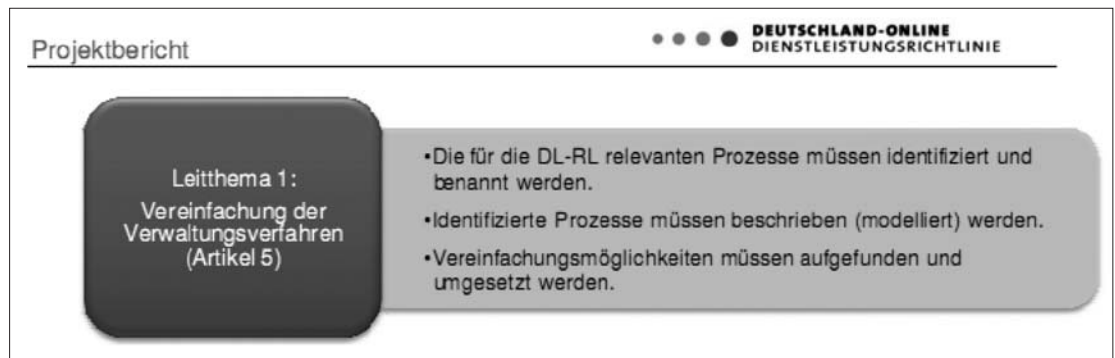 Projektbericht
DEUTSCHLAND-ONLINE
DIENSTLEISTUNGSRICHTLINIE
Leitthema 1:
Vereinfachung der
Verwaltungsverfahren
(Artikel 5)
•Die für die DL-RL relevanten Prozesse müssen identifiziert und
benannt werden.
•Identifizierte Prozesse müssen beschrieben (modelliert) werden.
•Vereinfachungsmöglichkeiten müssen aufgefunden und
umgesetzt werden.